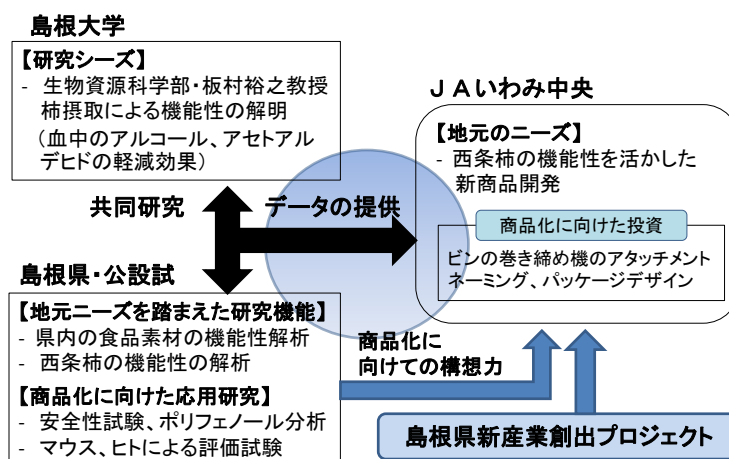 島根大学
【研究シーズ】
- 生物資源科学部・板村裕之教授
柿摂取による機能性の解明
（血中のアルコール、アセトアル
デヒドの軽減効果）
共同研究
データの提供
ＪＡいわみ中央
【地元のニーズ】
- 西条柿の機能性を活かした
新商品開発
商品化に向けた投資
ビンの巻き締め機のアタッチメント
ネーミング、パッケージデザイン
島根県・公設試
【地元ニーズを踏まえた研究機能】
- 県内の食品素材の機能性解析
- 西条柿の機能性の解析
【商品化に向けた応用研究】
- 安全性試験、ポリフェノール分析
- マウス、ヒトによる評価試験
商品化に
向けての構想力
島根県新産業創出プロジェクト